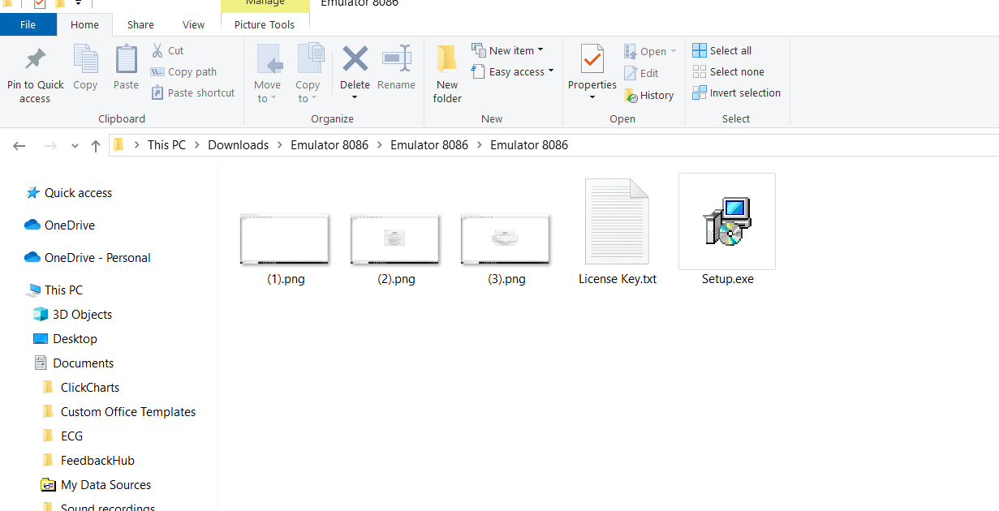 Manage
Emulator 8086
File
Home
Share
View
Picture Tools
Pin to Quick access
Copy
Paste
Cut
Copy path
Paste shortcut
Clipboard
Move to
Copy to
Delete
Rename
Organize
New folder
New item
Easy access
New
Properties
Open
Edit
History
Open
Select all
Select none
Invert selection
Select
This PC > Downloads > Emulator 8086 > Emulator 8086 > Emulator 8086
Quick access
OneDrive
OneDrive - Personal
This PC
3D Objects
Desktop
Documents
ClickCharts
Custom Office Templates
ECG
FeedbackHub
My Data Sources
Sound recordings
(1).png
(2).png
(3).png
License Key.txt
Setup.exe